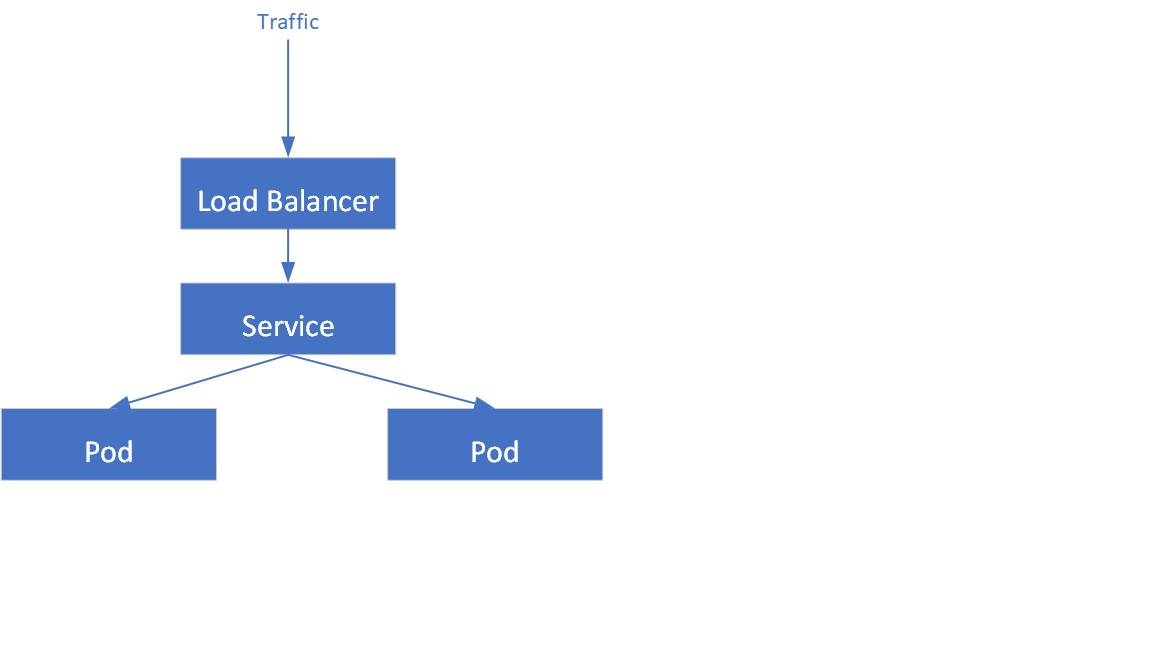 Traffic
Load Balancer
Service
Pod
Pod